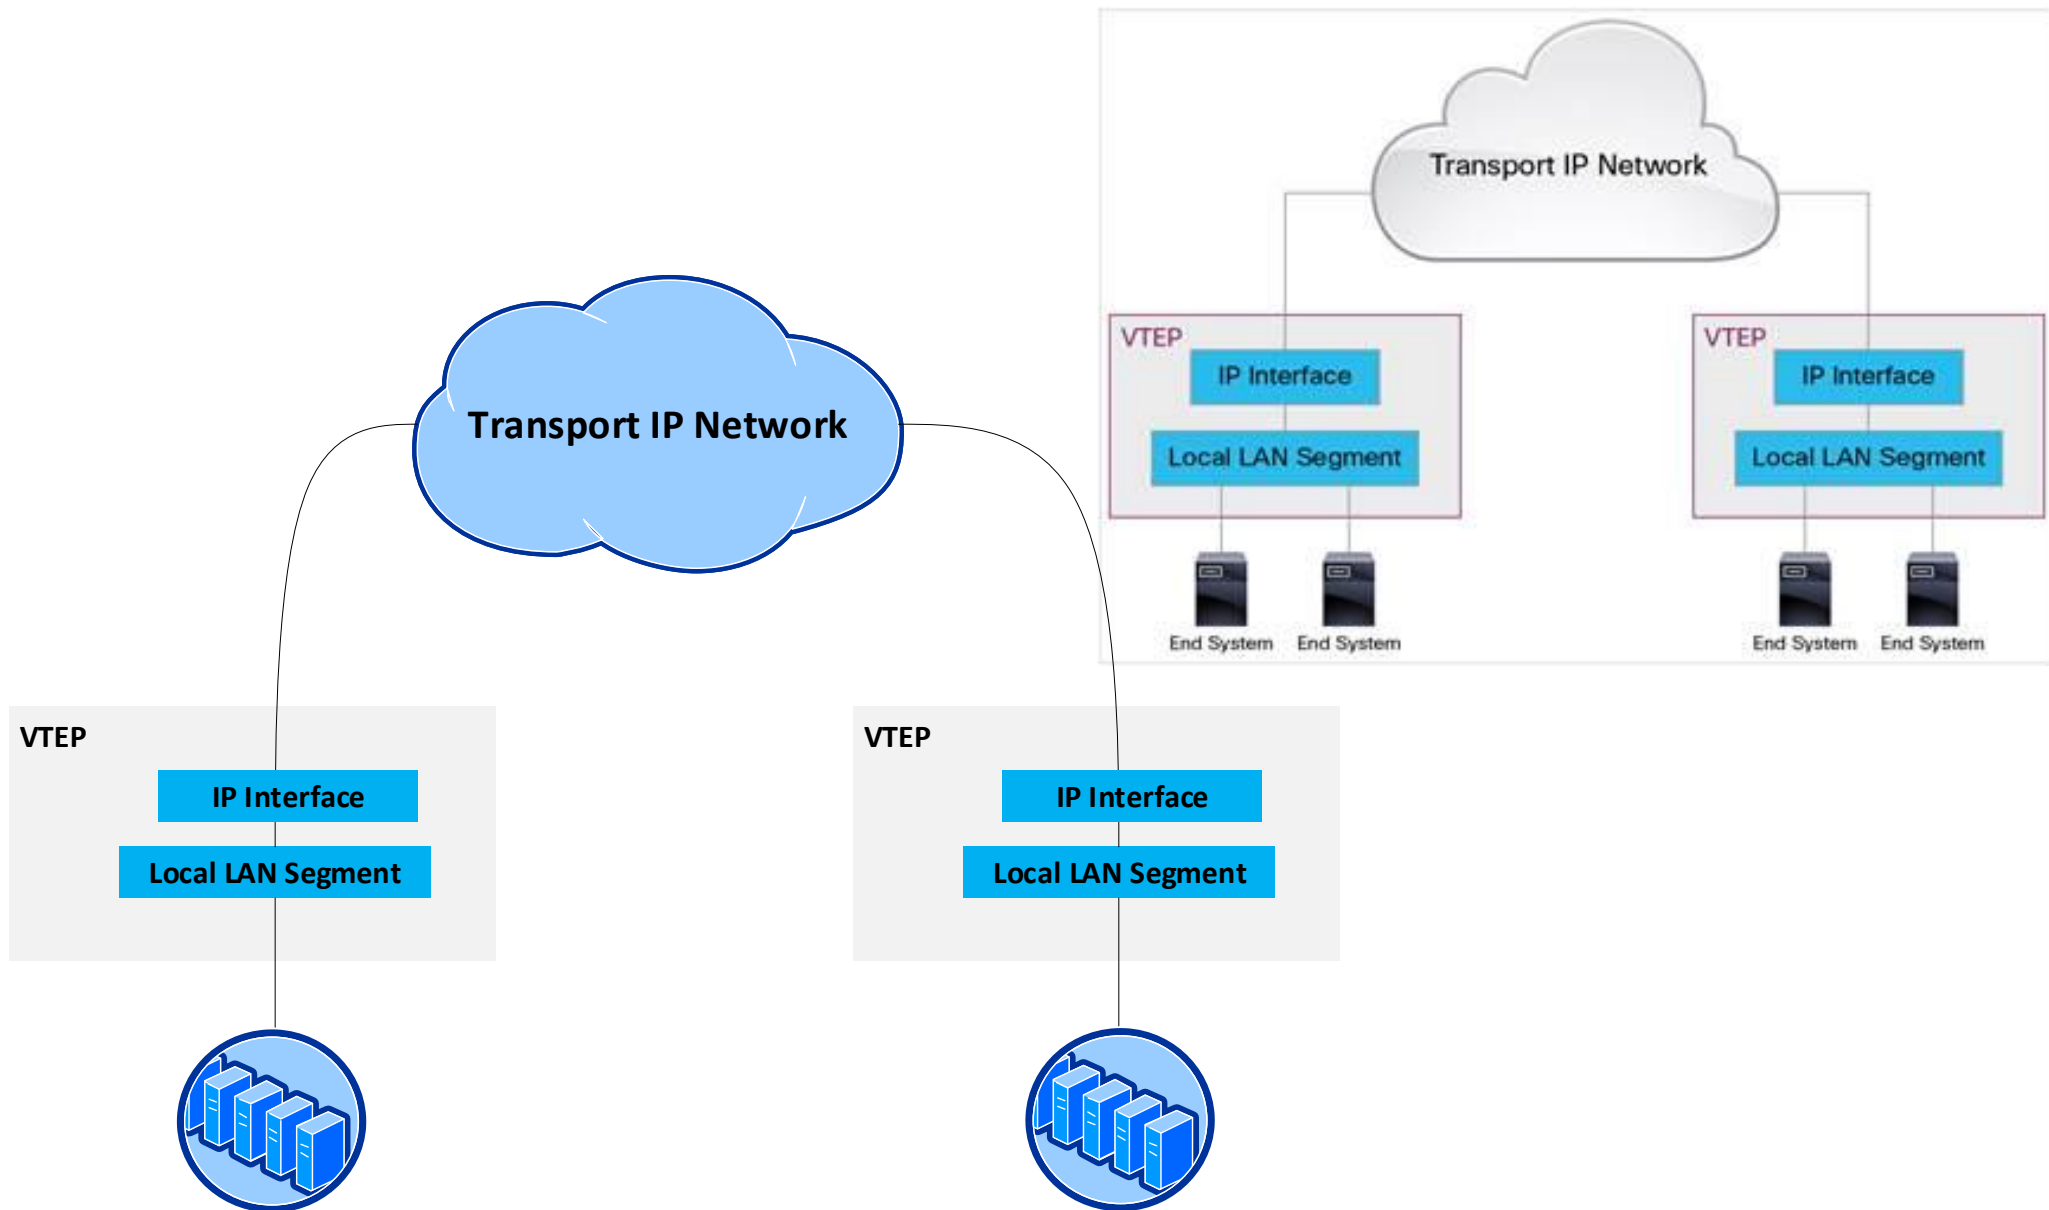 Transport IP Network
VTEP
VTEP
IP Interface
IP Interface
Local LAN Segment
Local LAN Segment
End System
End System
End System
End System
Transport IP Network
VTEP
VTEP
IP Interface
IP Interface
Local LAN Segment
Local LAN Segment